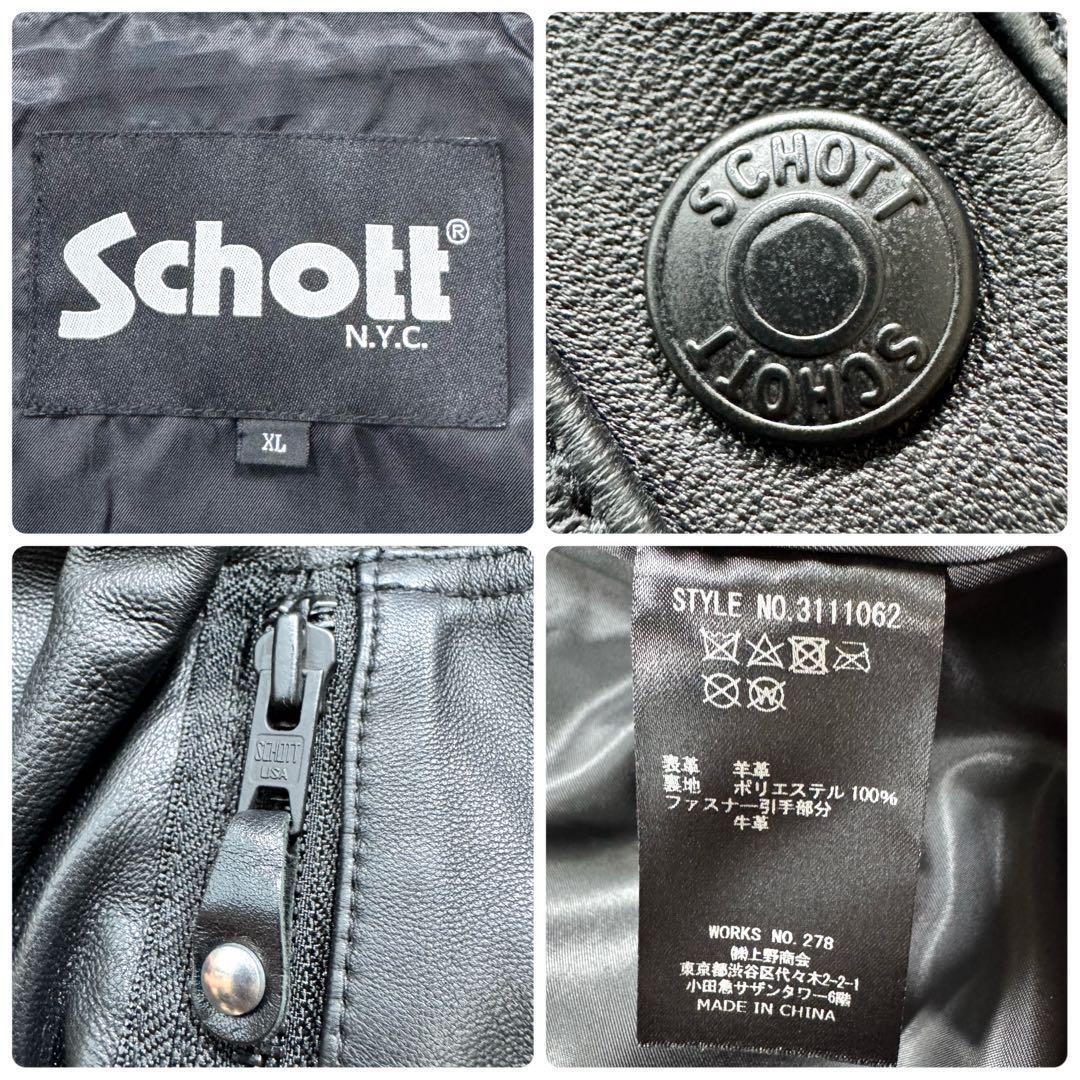 Schott®
N.Y.C.
XL
SCHOTT
SCHOTT
SCHOTT
USA
STYLE NO.3111062
W
表革 羊革
裏地 ポリエステル 100%
ファスナー引手部分
牛革
WORKS NO. 278
㈱上野商会
東京都渋谷区代々木2-2-1
小田急サザンタワー6階
MADE IN CHINA